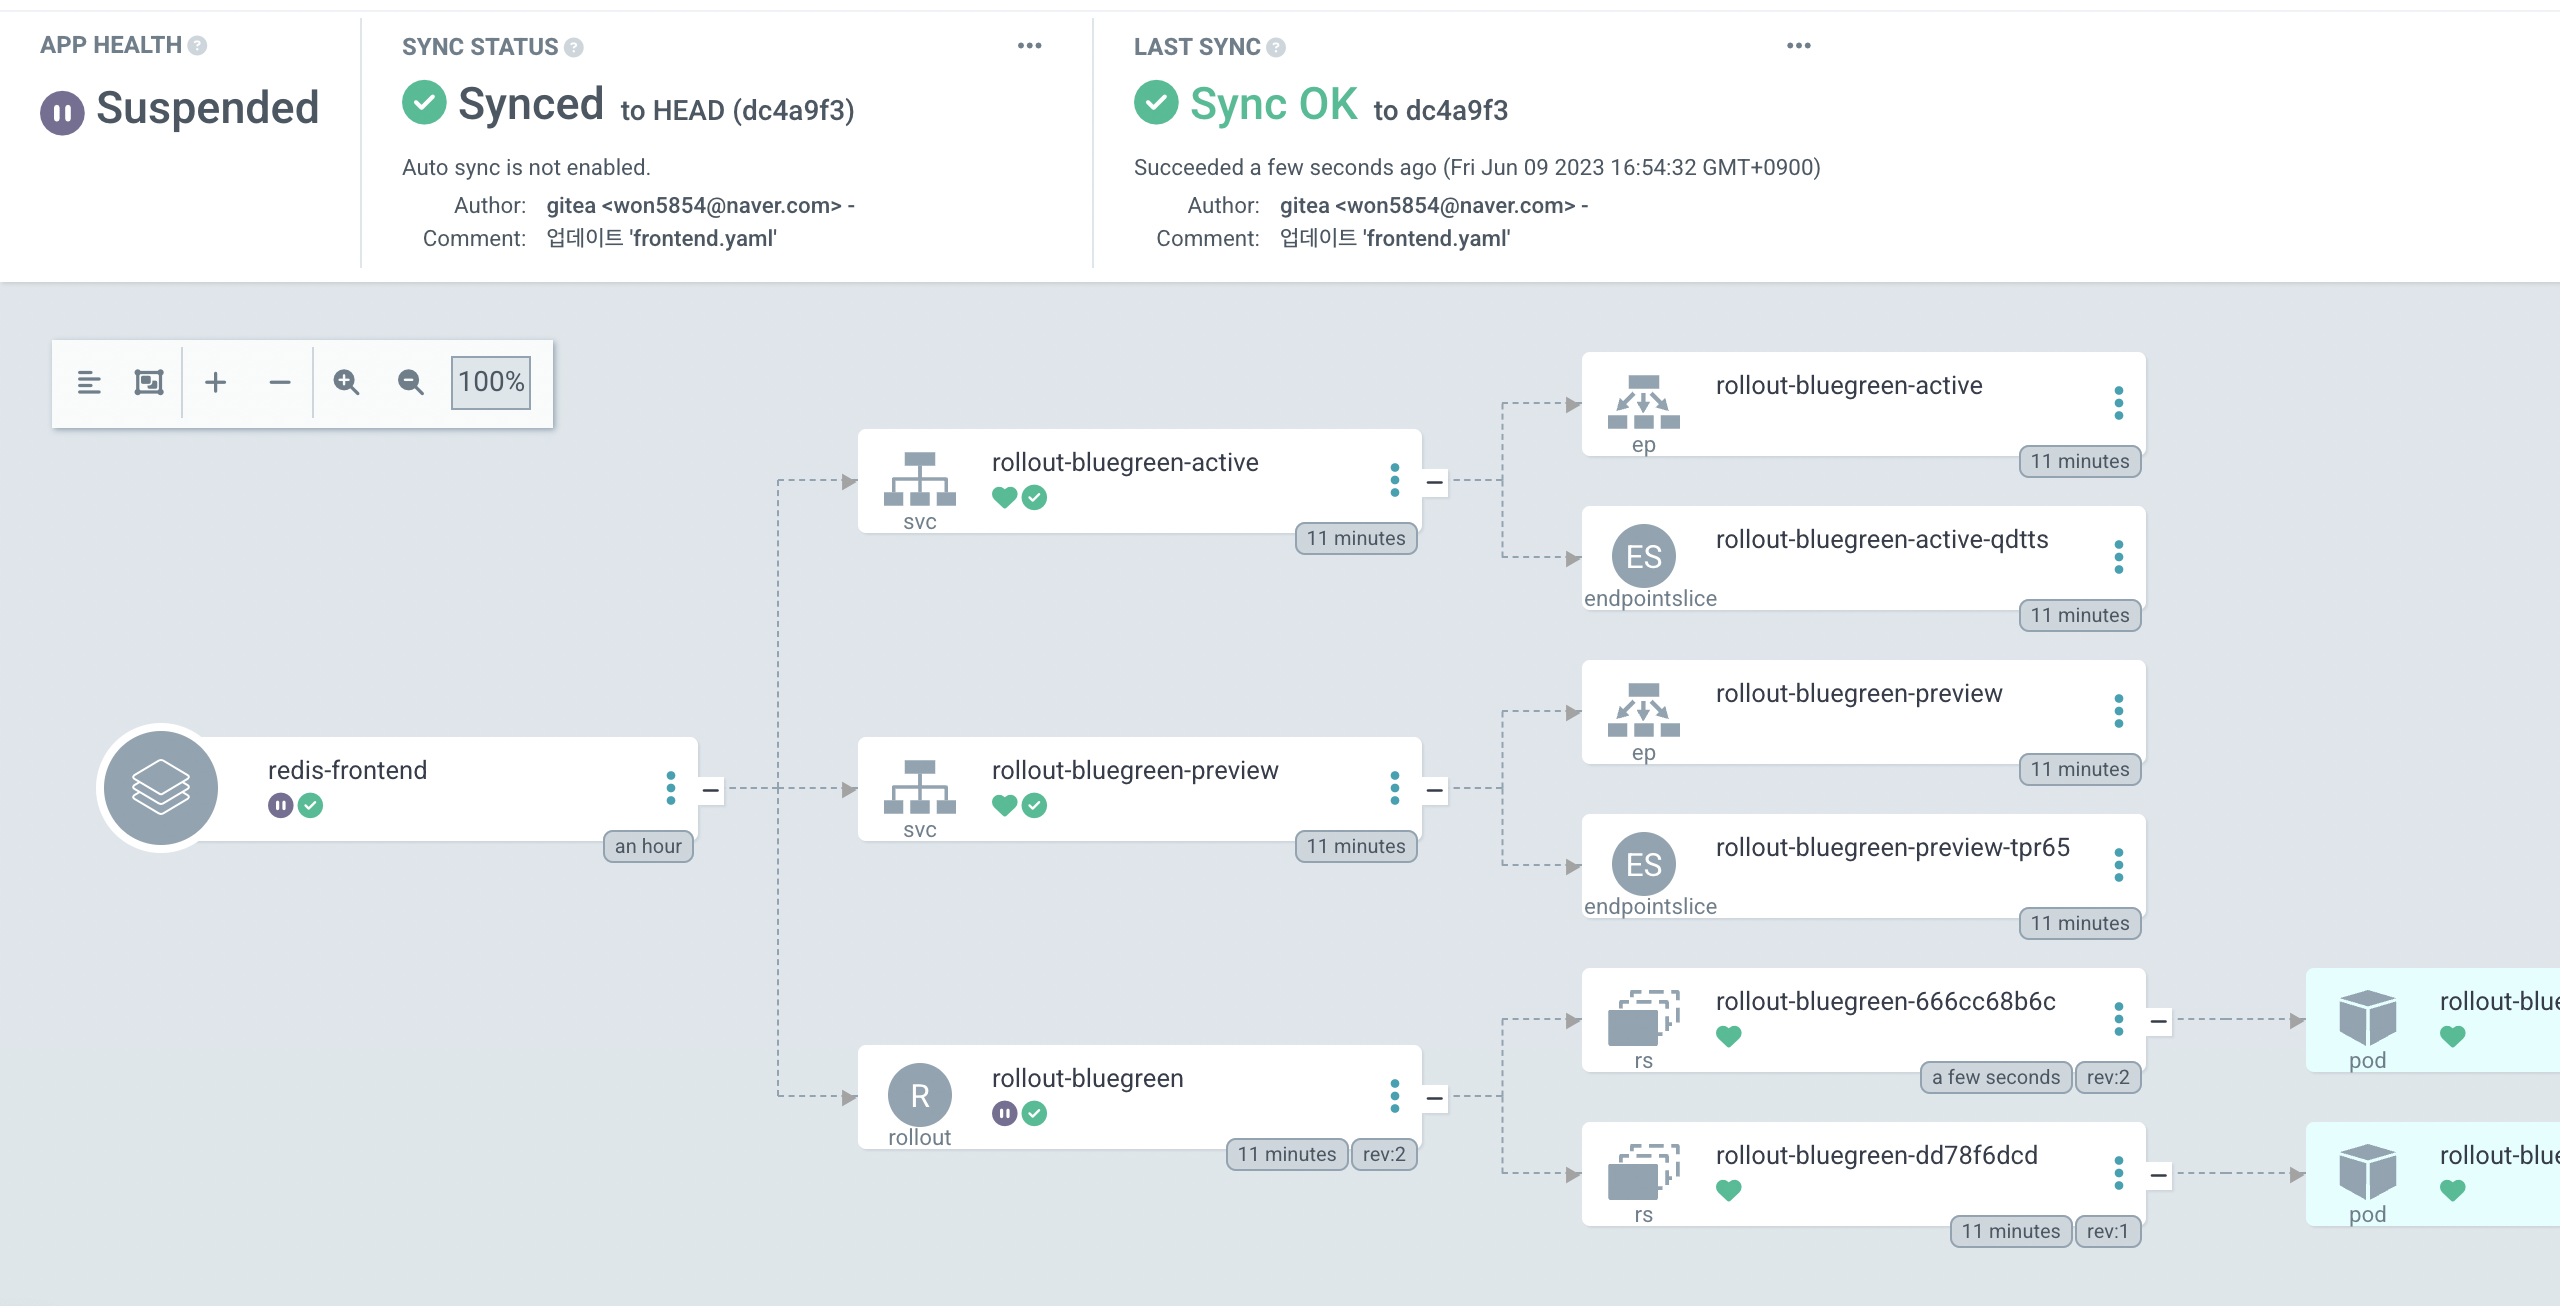 APP HEALTH ?
Suspended
SYNC STATUS ?
Synced to HEAD (dc4a9f3)
Auto sync is not enabled.
Author: gitea <won5854@naver.com> -
Comment: 업데이트 'frontend.yaml'
LAST SYNC ?
Sync OK to dc4a9f3
Succeeded a few seconds ago (Fri Jun 09 2023 16:54:32 GMT+0900)
Author: gitea <won5854@naver.com> -
Comment: 업데이트 'frontend.yaml'
100%
redis-frontend
an hour
rollout-bluegreen-active
svc
11 minutes
rollout-bluegreen-preview
svc
11 minutes
R
rollout-bluegreen
rollout
11 minutes
rev:2
rollout-bluegreen-active
ep
11 minutes
ES
rollout-bluegreen-active-qdtts
endpointslice
11 minutes
rollout-bluegreen-preview
ep
11 minutes
ES
rollout-bluegreen-preview-tpr65
endpointslice
11 minutes
rollout-bluegreen-666cc68b6c
rs
a few seconds
rev:2
rollout-bluegreen-dd78f6dcd
rs
11 minutes
rev:1
rollout-blue
pod
rollout-blue
pod